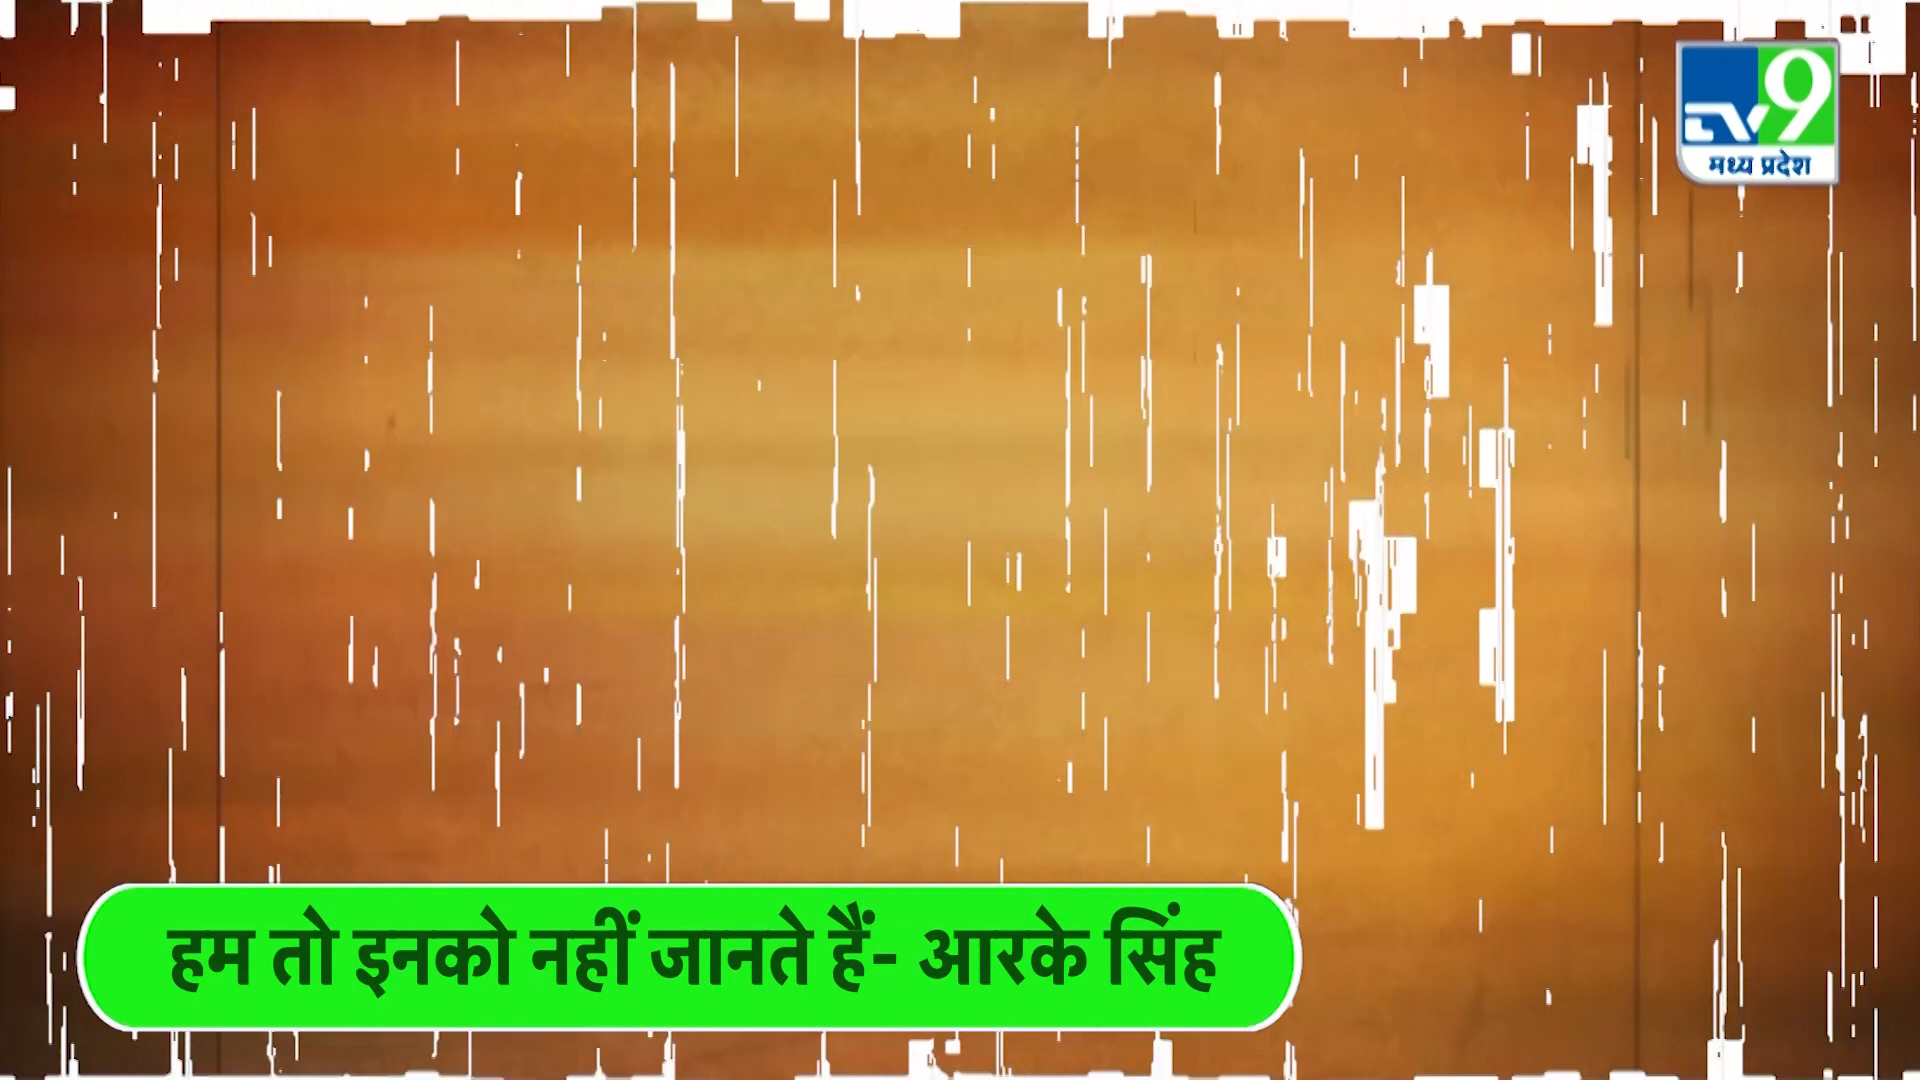 TV9
मध्य प्रदेश
हम तो इनको नहीं जानते हैं- आरके सिंह